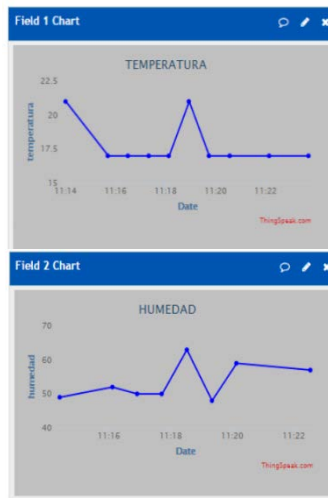 Field 1 Chart
TEMPERATURA
22.5
20
17.5
15
temperatura
11:14 11:16 11:18 11:20 11:22
Date
ThingSpeak.com
Field 2 Chart
HUMEDAD
70
60
50
40
humedad
11:16 11:18 11:20 11:22
Date
ThingSpeak.com